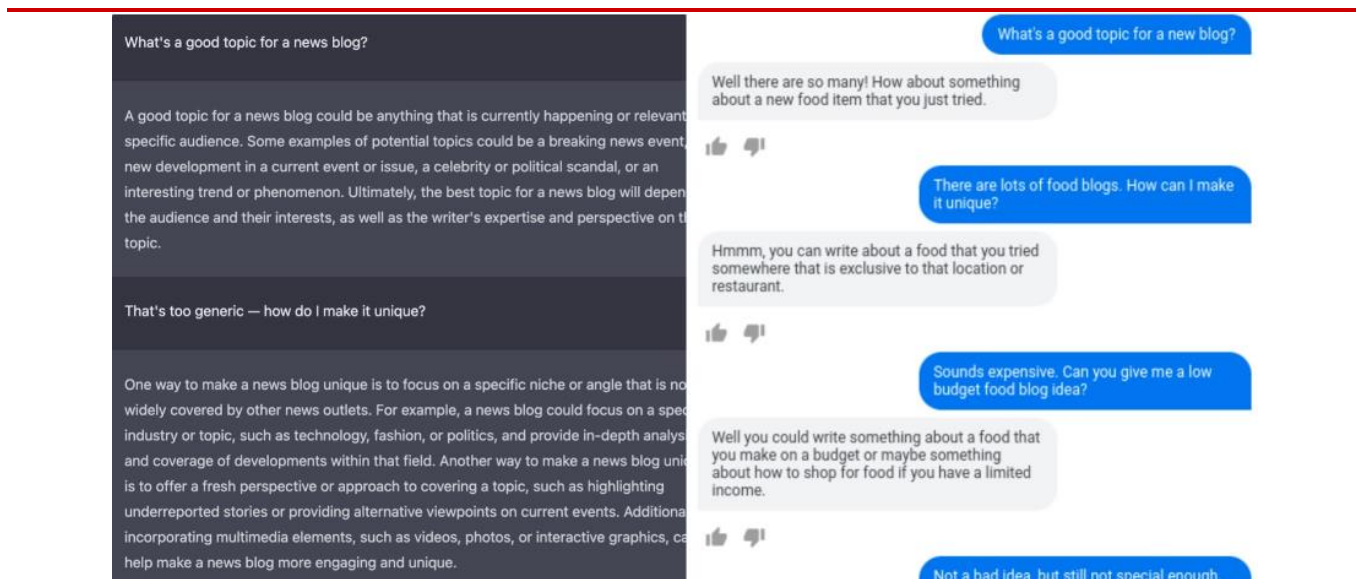 What's a good topic for a news blog?
A good topic for a news blog could be anything that is currently happening or relevant
specific audience. Some examples of potential topics could be a breaking news event,
new development in a current event or issue, a celebrity or political scandal, or an
interesting trend or phenomenon. Ultimately, the best topic for a news blog will depen
the audience and their interests, as well as the writer's expertise and perspective on t
topic.
That's too generic — how do I make it unique?
One way to make a news blog unique is to focus on a specific niche or angle that is no
widely covered by other news outlets. For example, a news blog could focus on a spec
industry or topic, such as technology, fashion, or politics, and provide in-depth analys
and coverage of developments within that field. Another way to make a news blog uni
is to offer a fresh perspective or approach to covering a topic, such as highlighting
underreported stories or providing alternative viewpoints on current events. Additiona
incorporating multimedia elements, such as videos, photos, or interactive graphics, ca
help make a news blog more engaging and unique.
What's a good topic for a new blog?
Well there are so many! How about something
about a new food item that you just tried.
There are lots of food blogs. How can I make
it unique?
Hmmm, you can write about a food that you tried
somewhere that is exclusive to that location or
restaurant.
Sounds expensive. Can you give me a low
budget food blog idea?
Well you could write something about a food that
you make on a budget or maybe something
about how to shop for food if you have a limited
income.
Not a bad idea, but still not special enough